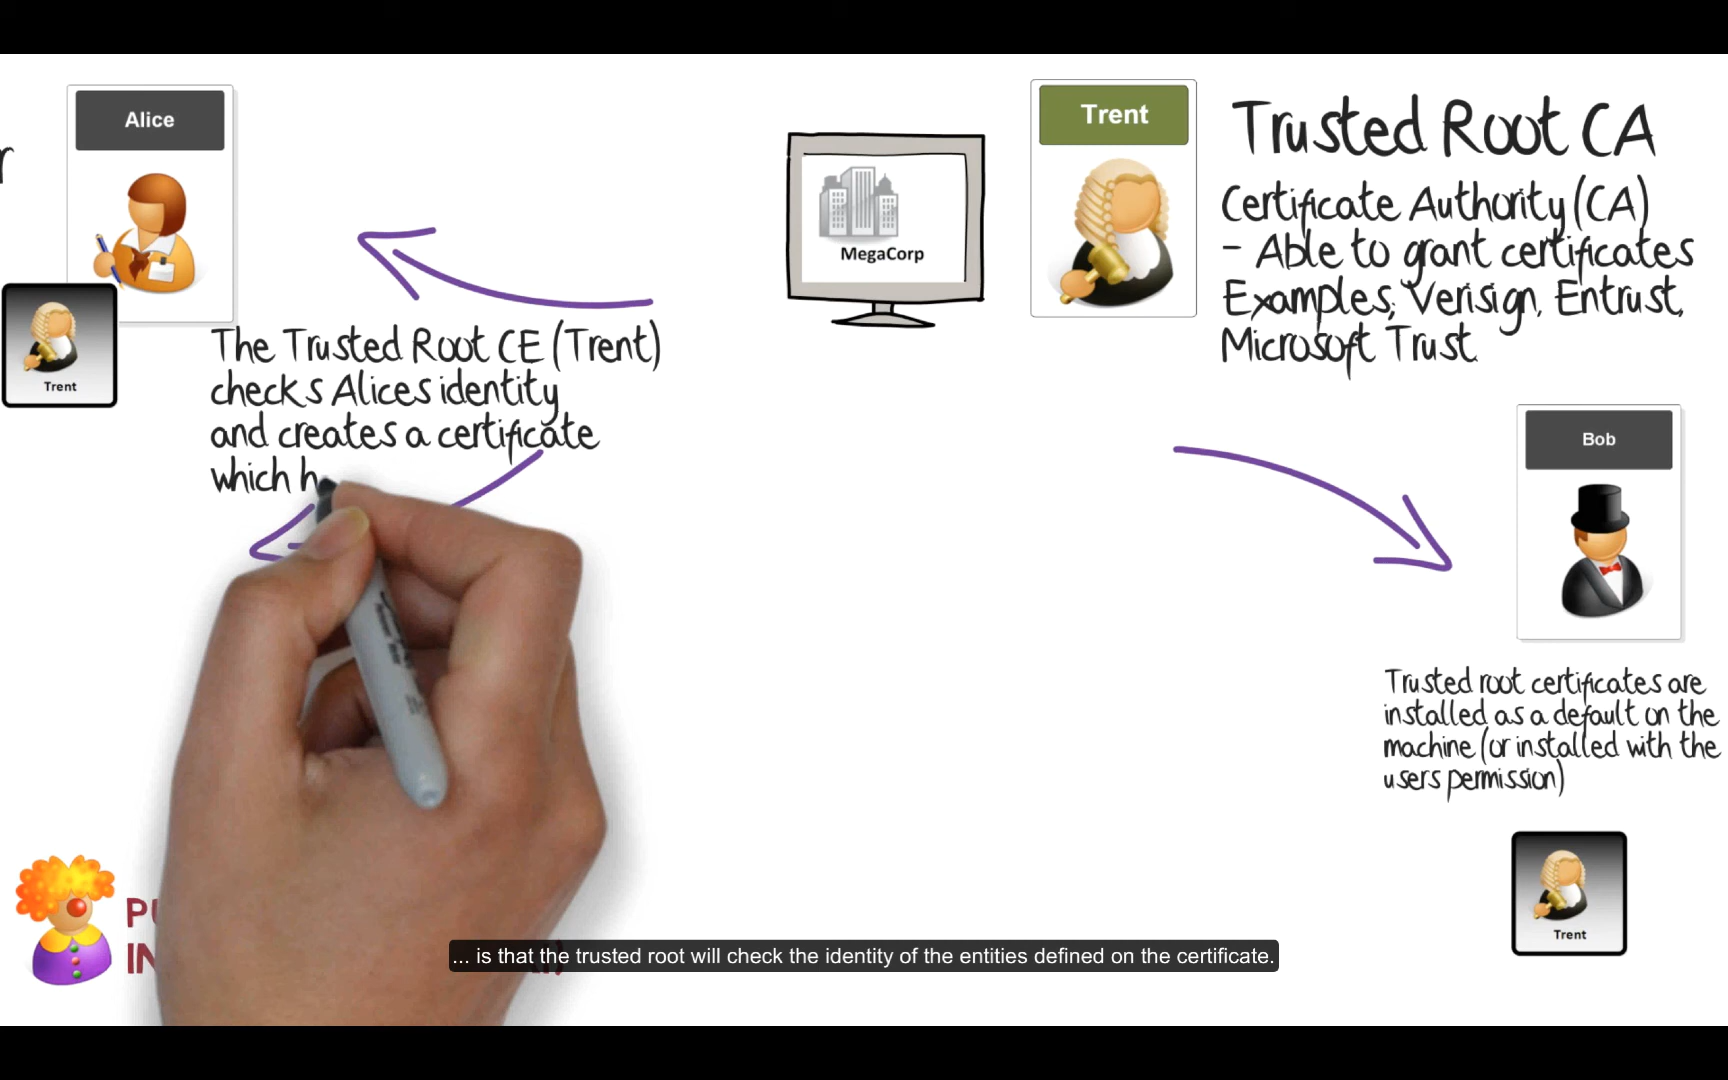 r
Alice
Trent
The Trusted Root CE (Trent)
checks Alices identity
and creates a certificate
which h
MegaCorp
Trent
Trusted Root CA
Certificate Authority (CA)
- Able to grant certificates
Examples; Verisign, Entrust,
Microsoft Trust.
Bob
Trusted root certificates are
installed as a default on the
machine (or installed with the
users permission)
Trent
PU
IN
... is that the trusted root will check the identity of the entities defined on the certificate.